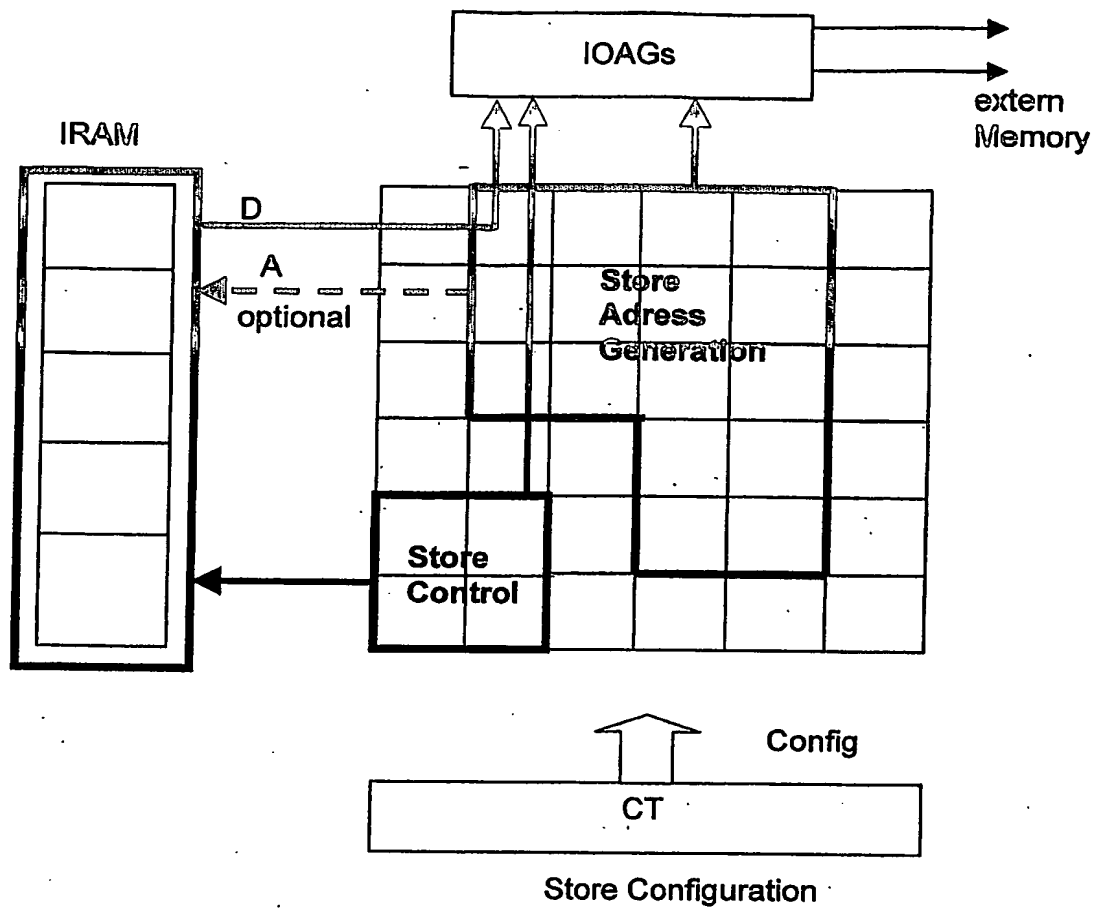 IOAGs
extern
Memory
IRAM
D
A
optional
Store
Adress
Generation
Store
Control
Config
CT
Store Configuration